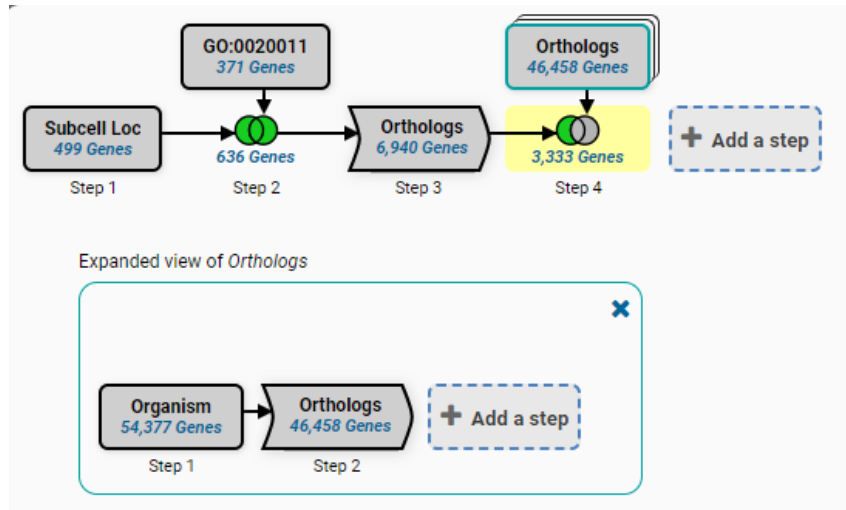 GO:0020011
371 Genes
Orthologs
46,458 Genes
Subcell Loc
499 Genes
636 Genes
Orthologs
6,940 Genes
3,333 Genes
+ Add a step
Step 1
Step 2
Step 3
Step 4
Expanded view of Orthologs
Organism
54,377 Genes
Orthologs
46,458 Genes
+ Add a step
Step 1
Step 2